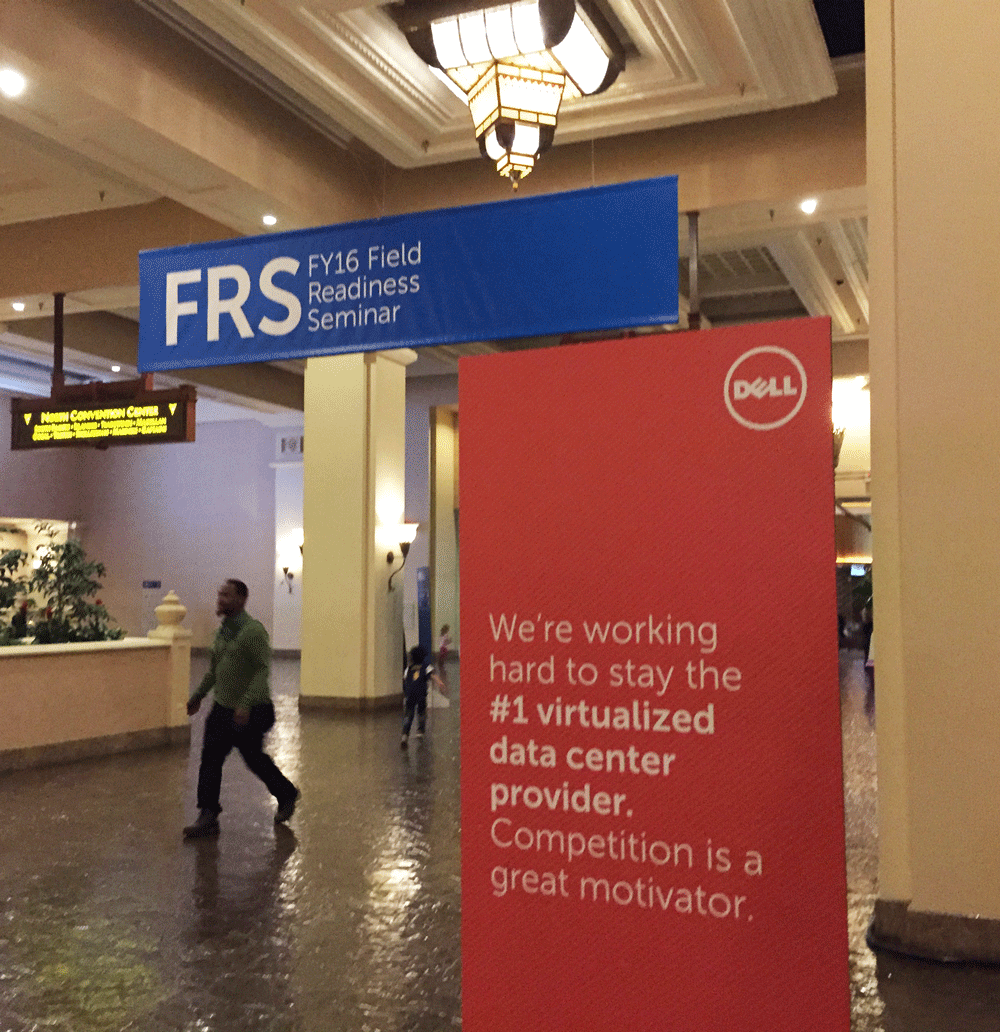 FRS
FY16 Field
Readiness
Seminar
NORTH CONVENTION CENTER
DELL
We're working
hard to stay the
#1 virtualized
data center
provider.
Competition is a
great motivator.